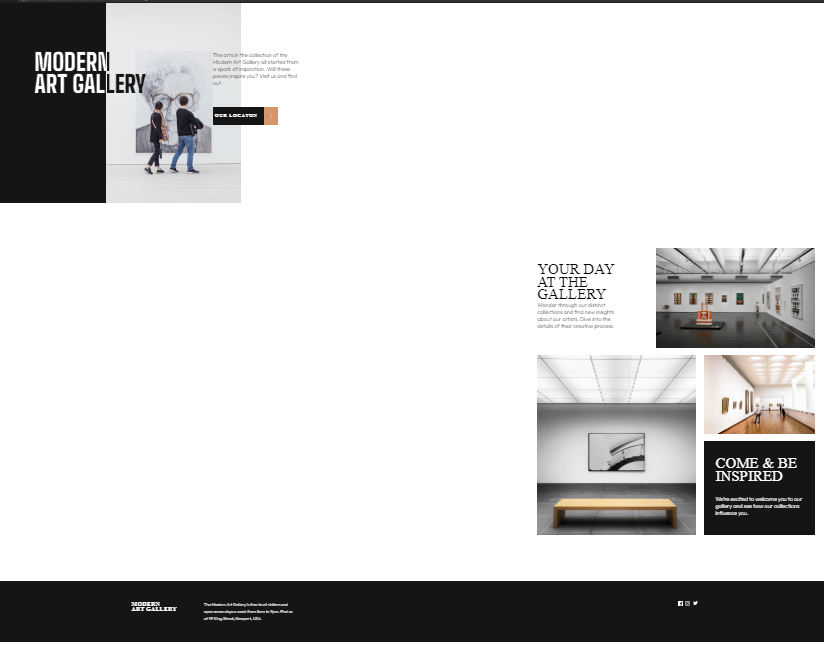 MODERN
ART GALLERY
The arts in the collection of the
Modern Art Gallery all started from
a spark of inspiration. Will these
pieces inspire you? Visit us and find
out.
OUR LOCATON
YOUR DAY
AT THE
GALLERY
Wander through our distinct
collections and find new insights
about our artists. Dive into the
details of their creative process.
COME & BE
INSPIRED
We're excited to welcome you to our
gallery and see how our collections
influence you.
MODERN
ART GALLERY
The Modern Art Gallery is free to all visitors and
open seven days a week from 8am to 9pm. Find us
at 99 King Street, Newport, USA.